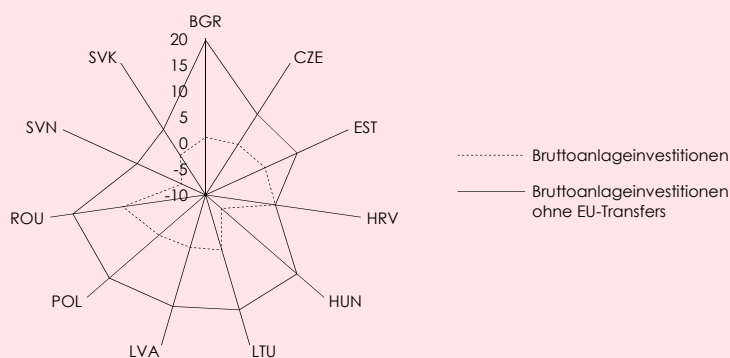 BGR
20
SVK
CZE
15
10
5
SVN
EST
0
Bruttoanlageinvestitionen
-5
-10
Bruttoanlageinvestitionen
ohne EU-Transfers
ROU
HRV
POL
HUN
LVA
LTU